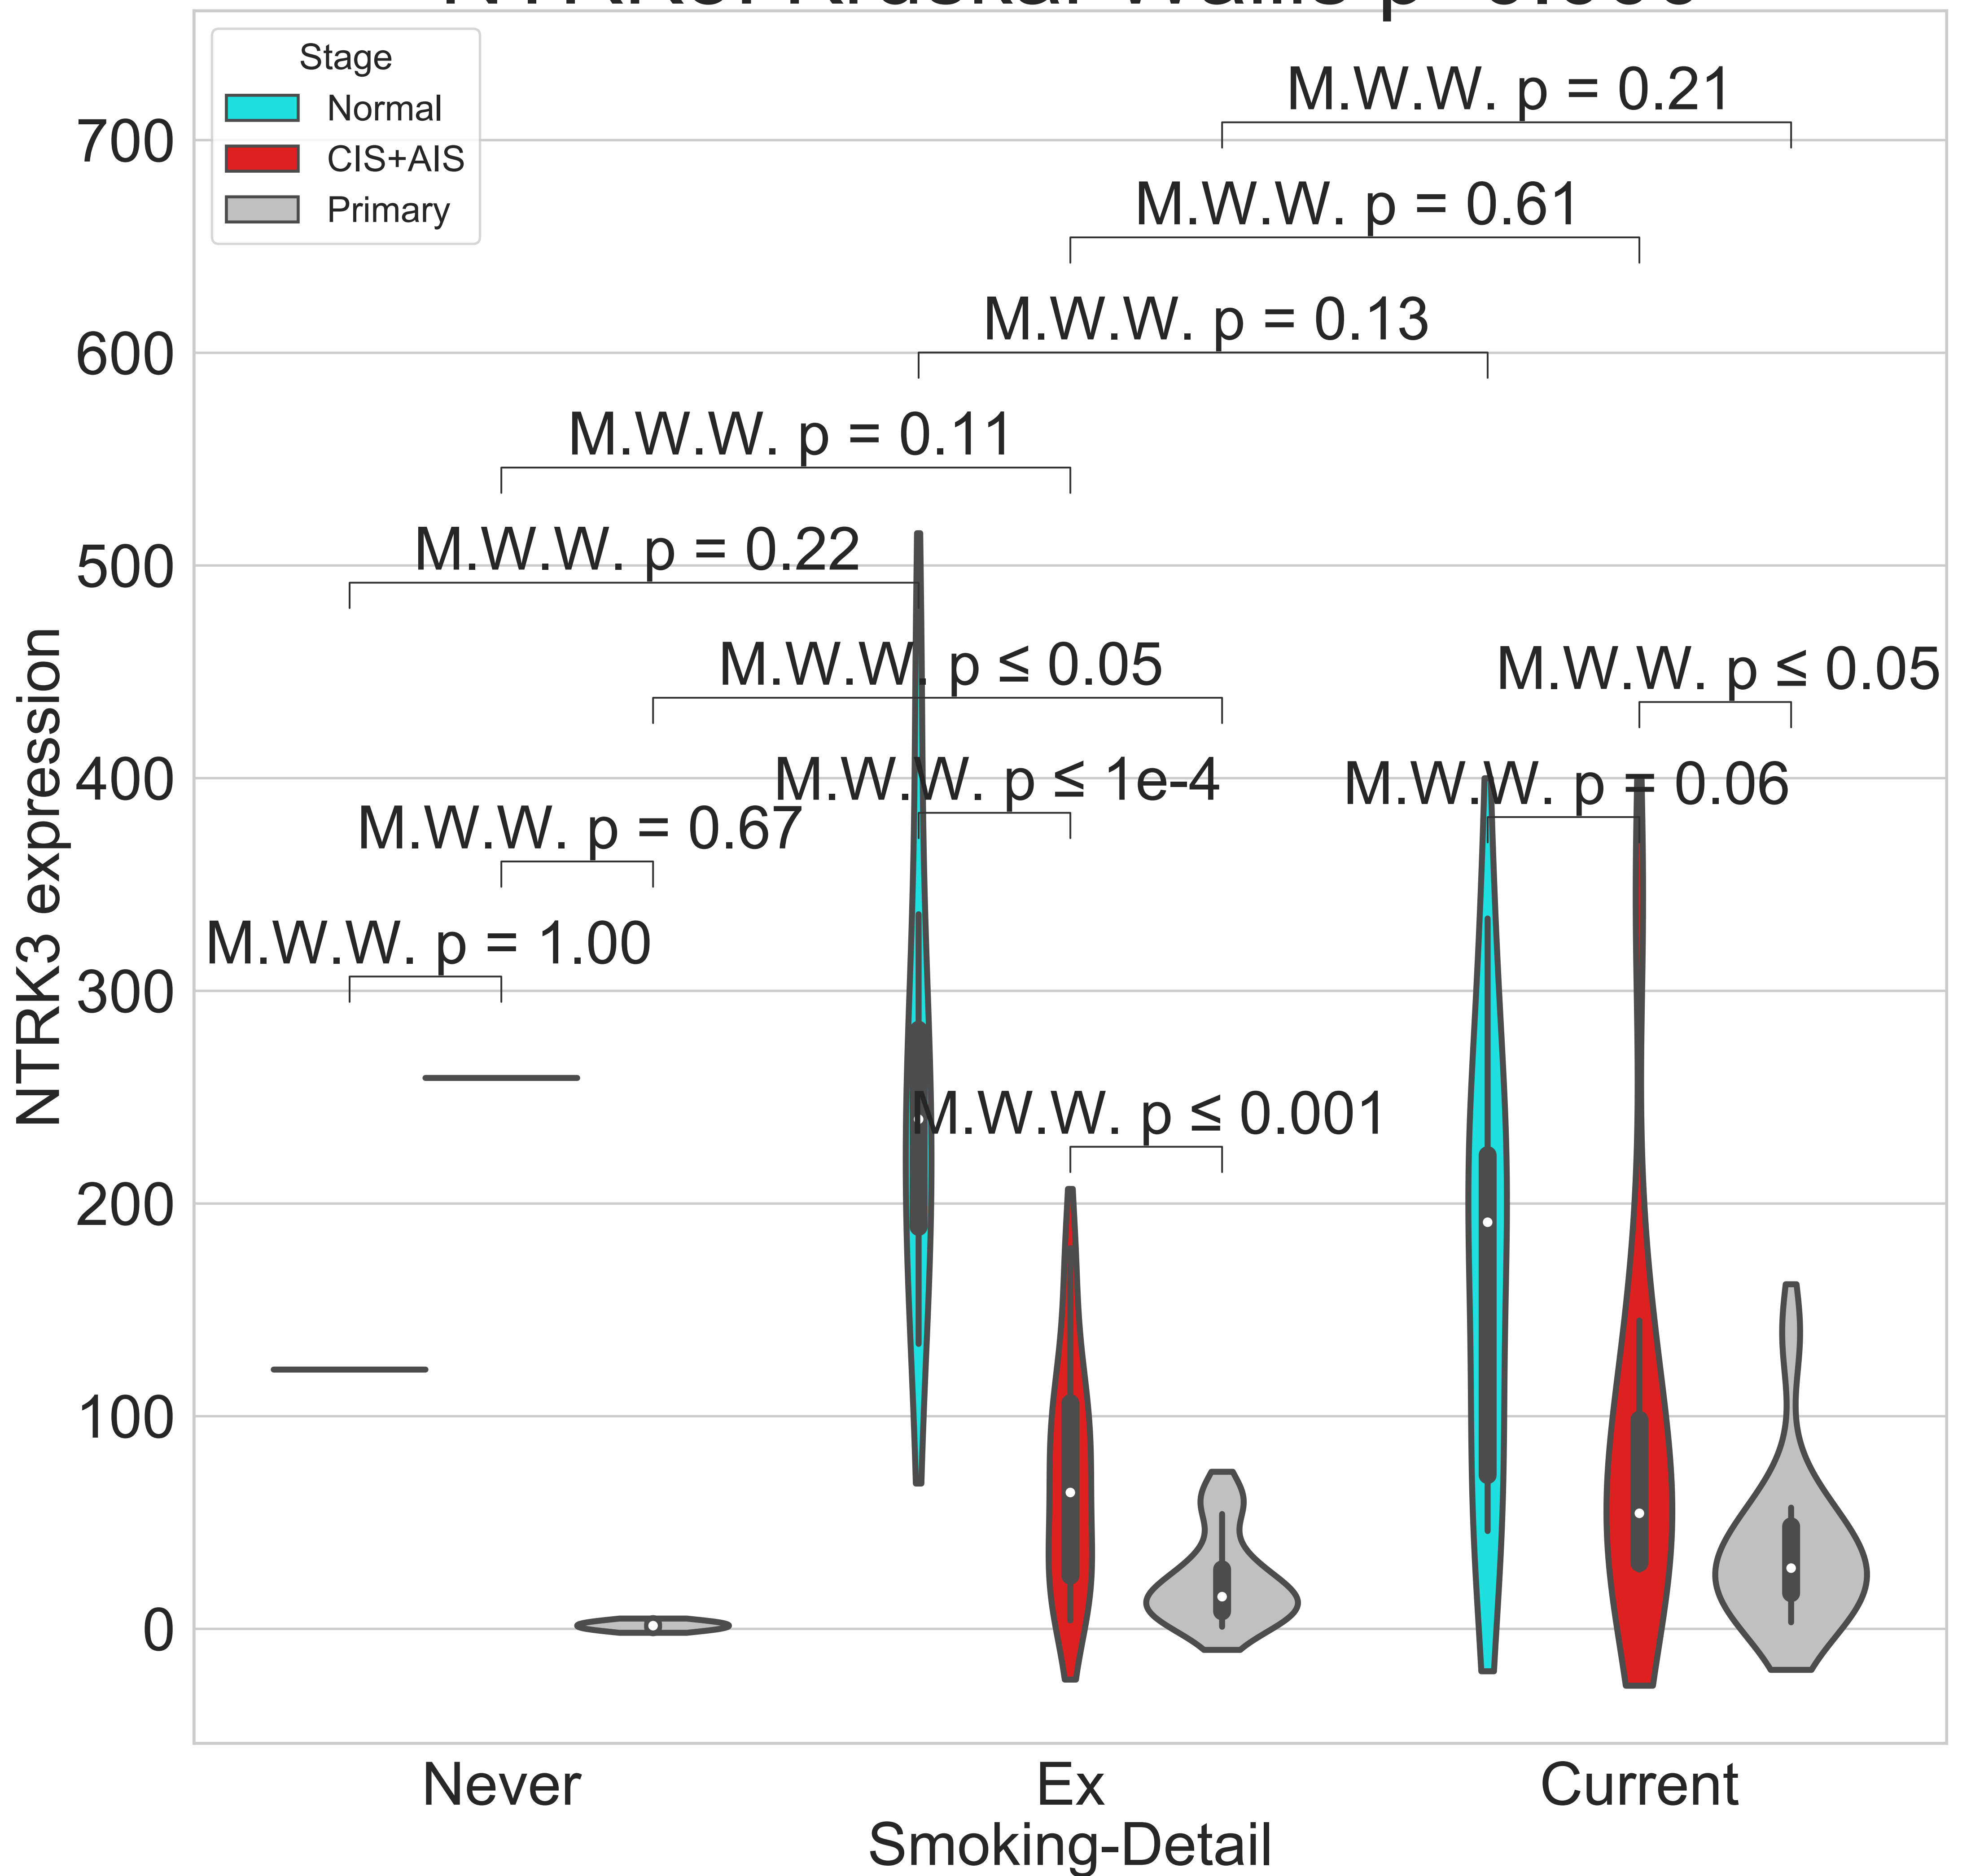 Stage
Normal
CIS+AIS
Primary
M.W.W. p = 0.21
700
M.W.W. p = 0.61
M.W.W. p = 0.13
600
M.W.W. p = 0.11
M.W.W. p = 0.22
500
M.W.W. p ≤ 0.05
M.W.W. p ≤ 0.05
M.W.W. p ≤ 1e-4
M.W.W. p = 0.06
400
M.W.W. p = 0.67
M.W.W. p = 1.00
300
M.W.W. p ≤ 0.001
200
100
0
NTRK3 expression
Never
Ex
Current
Smoking-Detail